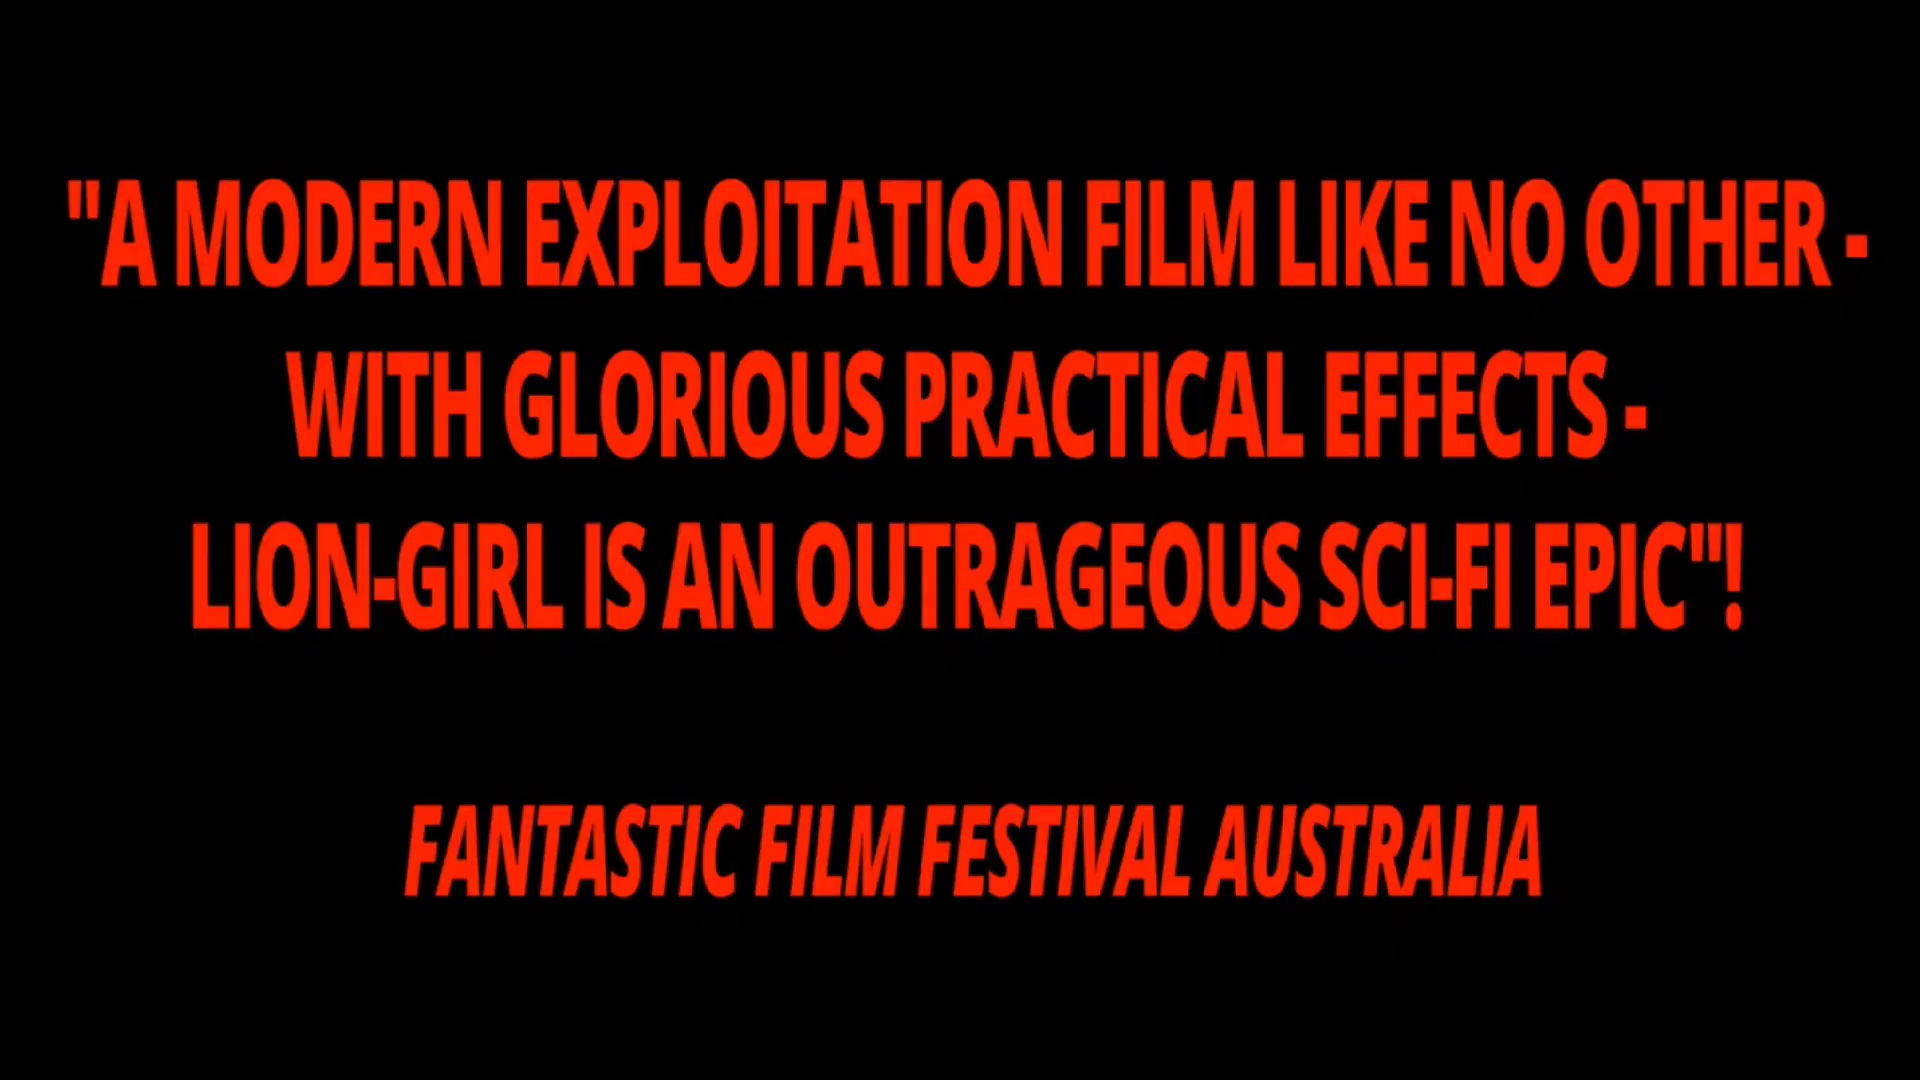 "A MODERN EXPLOITATION FILM LIKE NO OTHER -
WITH GLORIOUS PRACTICAL EFFECTS -
LION-GIRL IS AN OUTRAGEOUS SCI-FI EPIC"!
FANTASTIC FILM FESTIVAL AUSTRALIA